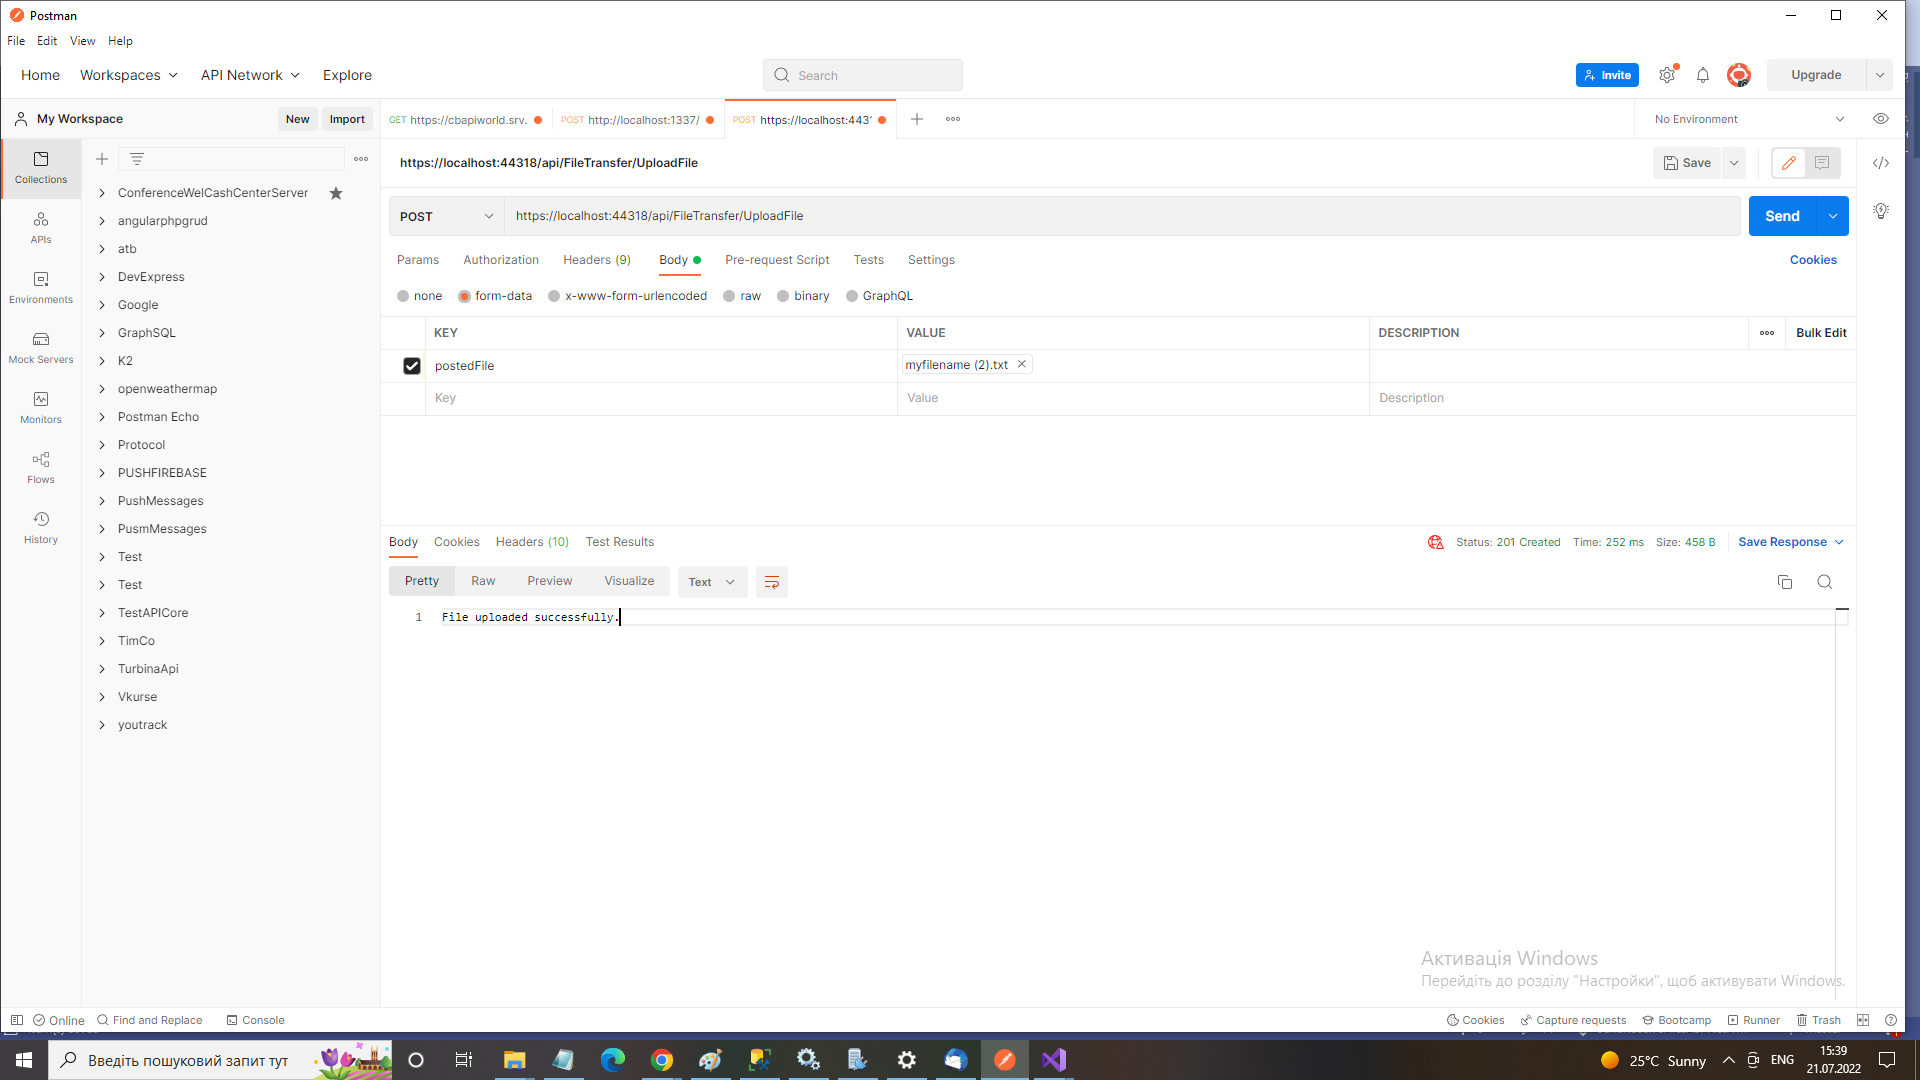 Postman
File Edit View Help
Home Workspaces API Network Explore
Search
Invite
Upgrade
My Workspace
New Import
GET https://cbapiworld.srv.
POST http://localhost:1337/
POST https://localhost:443
No Environment
https://localhost:44318/api/FileTransfer/UploadFile
Save
POST
https://localhost:44318/api/FileTransfer/UploadFile
Send
Params Authorization Headers (9) Body Pre-request Script Tests Settings
Cookies
none form-data x-www-form-urlencoded raw binary GraphQL
KEY VALUE DESCRIPTION Bulk Edit
postedFile myfilename (2).txt
Key Value Description
Collections
APIs
Environments
Mock Servers
Monitors
Flows
History
ConferenceWelCashCenterServer
angularphpgrud
atb
DevExpress
Google
GraphSQL
K2
openweathermap
Postman Echo
Protocol
PUSHFIREBASE
PushMessages
PusmMessages
Test
Test
TestAPICore
TimCo
TurbinaApi
Vkurse
youtrack
Body Cookies Headers (10) Test Results
Status: 201 Created Time: 252 ms Size: 458 B Save Response
Pretty Raw Preview Visualize Text
1 File uploaded successfully.
Активація Windows
Перейдіть до розділу "Настройки", щоб активувати Windows.
Online Find and Replace Console
Cookies Capture requests Bootcamp Runner Trash
Введіть пошуковий запит тут
25°C Sunny
ENG
15:39
21.07.2022